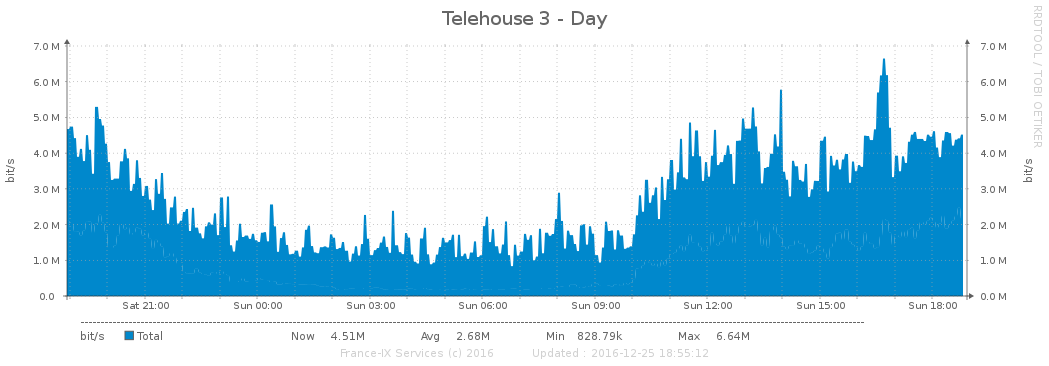 Telehouse 3 - Day
RRDTOOL / TOBI OETIKER
bit/s
bit/s
7.0 M 7.0 M
6.0 M 6.0 M
5.0 M 5.0 M
4.0 M 4.0 M
3.0 M 3.0 M
2.0 M 2.0 M
1.0 M 1.0 M
0.0 0.0 M
Sat 21:00 Sun 00:00 Sun 03:00 Sun 06:00 Sun 09:00 Sun 12:00 Sun 15:00 Sun 18:00
bit/s Total Now 4.51M Avg 2.68M Min 828.79k Max 6.64M
France-IX Services (c) 2016 Updated : 2016-12-25 18:55:12